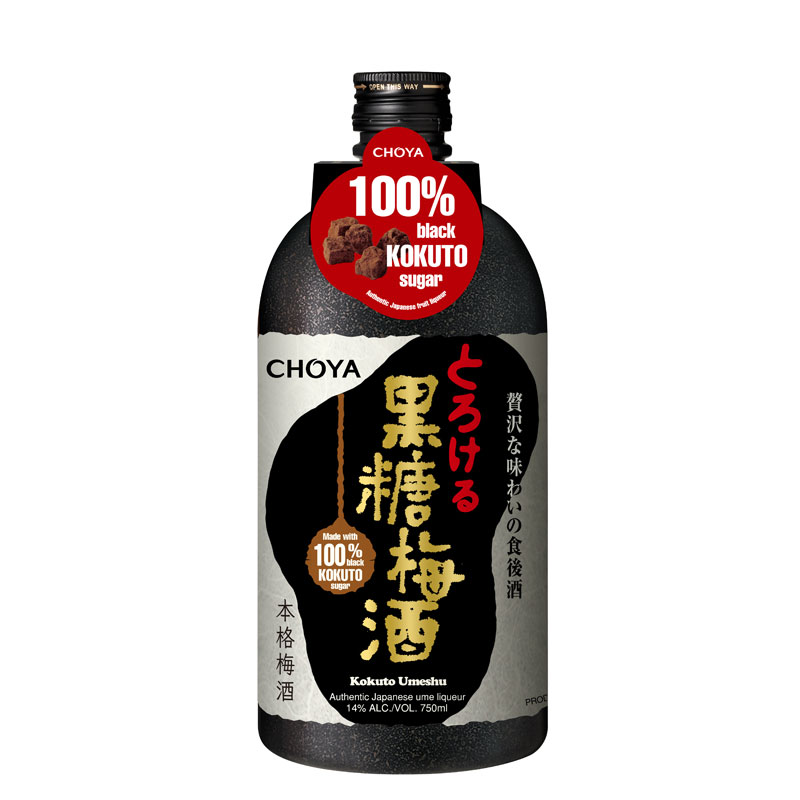 OPEN THIS WAY
CHOYA
100%
black
KOKUTO
sugar
Authentic Japanese fruit liqueur
CHOYA
とろける
黒糖梅酒
贅沢な味わいの食後酒
Made with
100%
black
KOKUTO
sugar
本格梅酒
Kokuto Umeshu
Authentic Japanese ume liqueur
14% ALC./VOL. 750ml